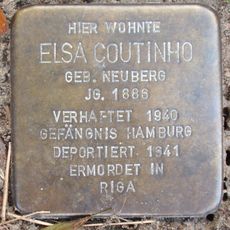 HIER WOHNTE
ELSA COUTINHO
GEB. NEUBERG
JG. 1886
VERHAFTET 1940
GEFÄNGNIS HAMBURG
DEPORTIERT 1941
ERMORDET IN
RIGA